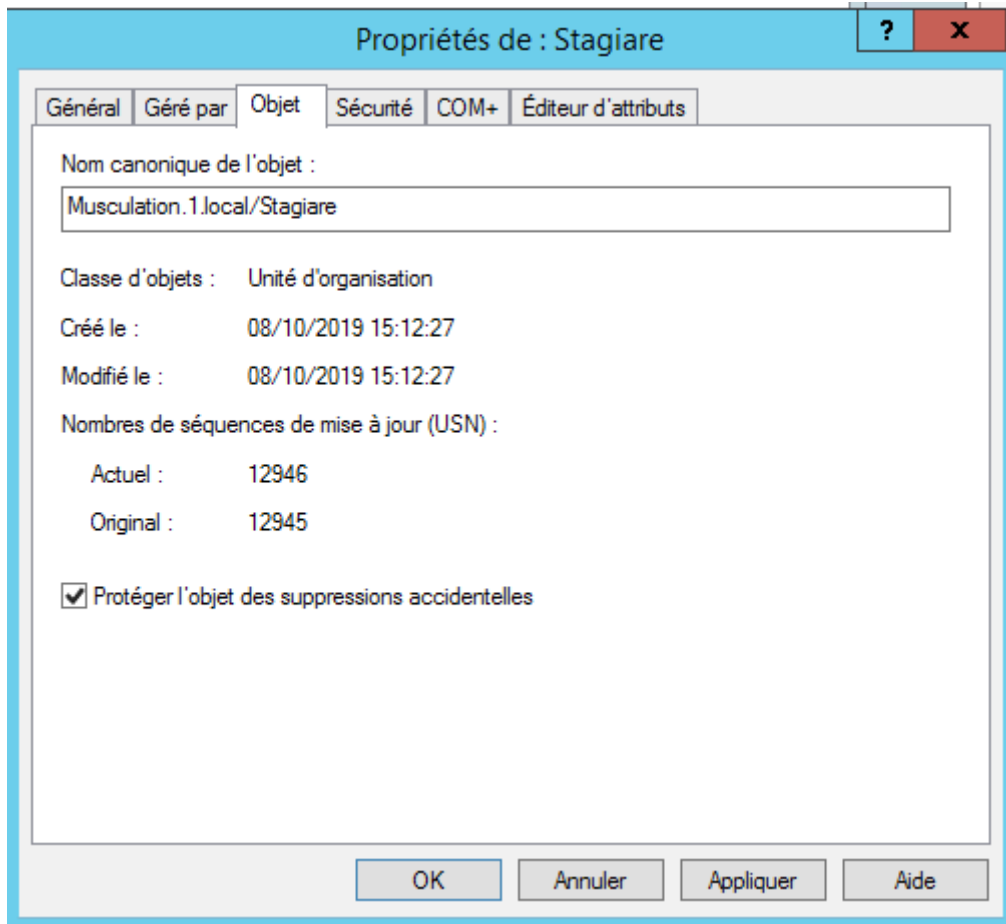 Propriétés de : Stagiare
?
x
Général
Géré par
Objet
Sécurité
COM+
Éditeur d'attributs
Nom canonique de l'objet :
Musculation.1.local/Stagiare
Classe d'objets : Unité d'organisation
Créé le : 08/10/2019 15:12:27
Modifié le : 08/10/2019 15:12:27
Nombres de séquences de mise à jour (USN) :
Actuel : 12946
Original : 12945
Protéger l'objet des suppressions accidentelles
OK
Annuler
Appliquer
Aide